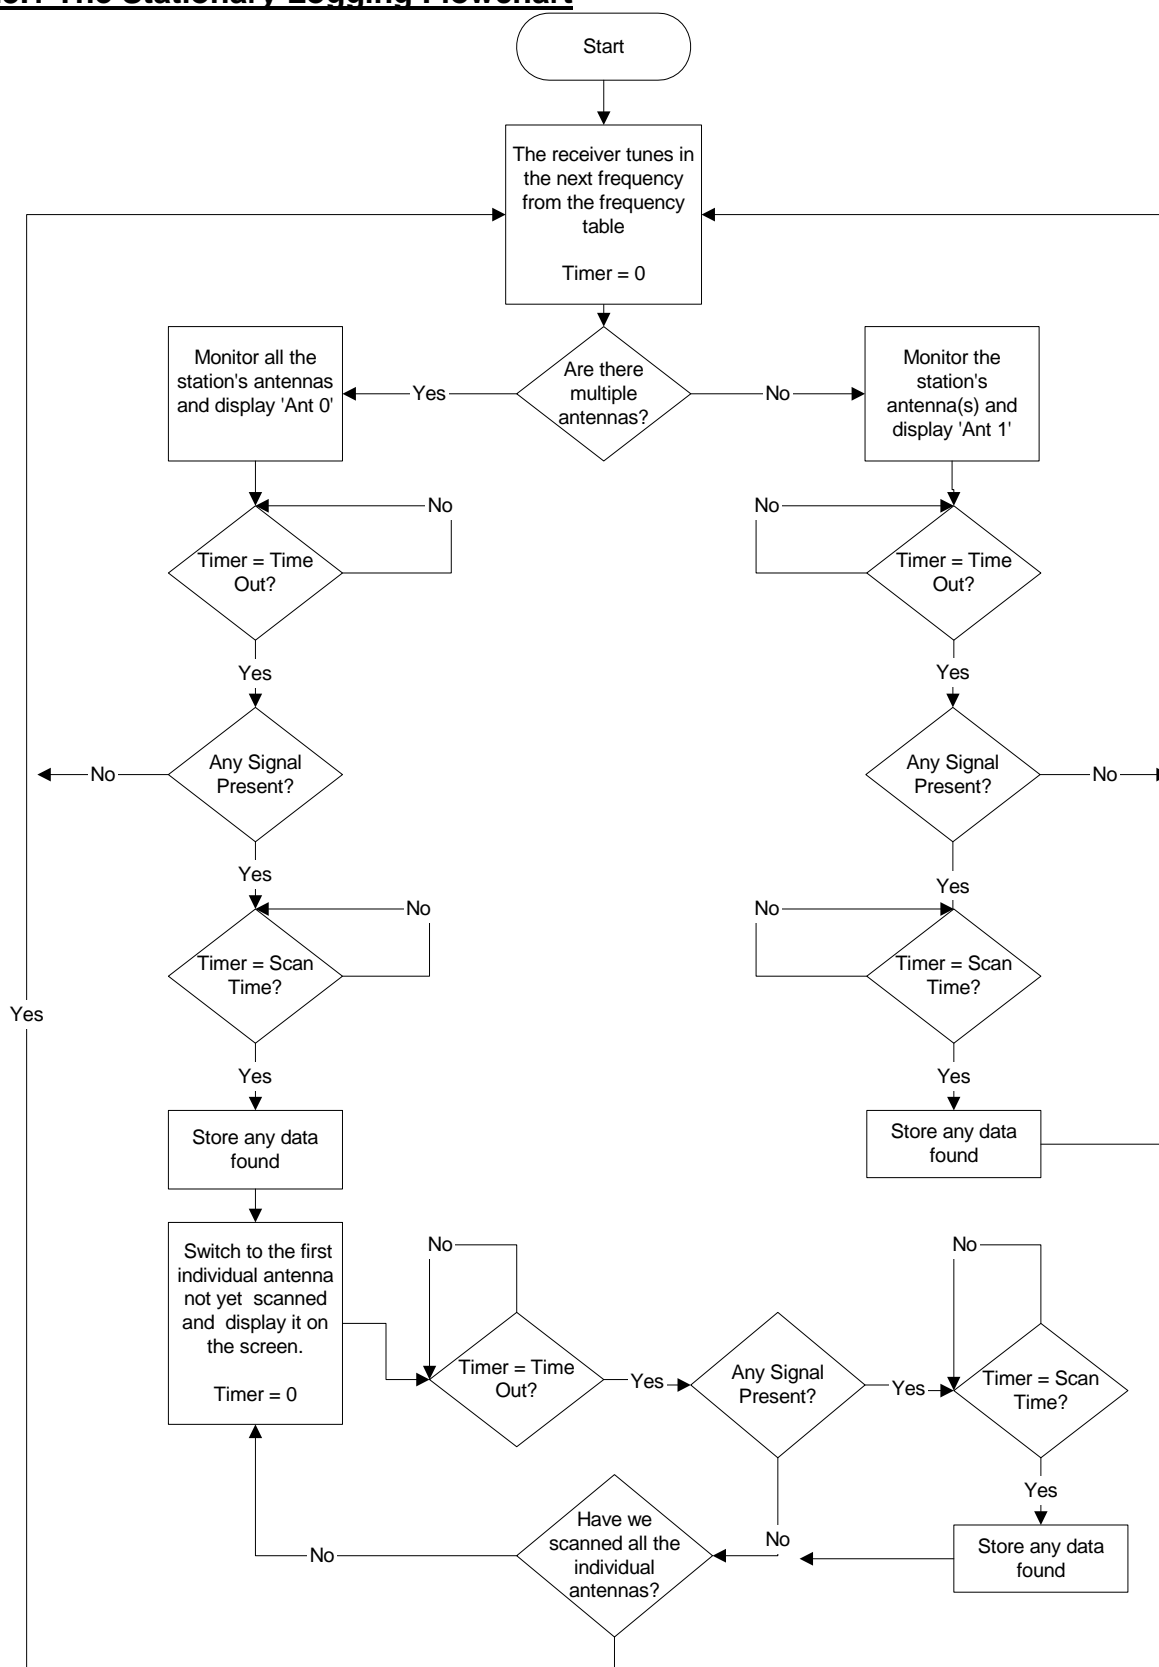 The Stationary Logging Flowchart
Start
The receiver tunes in
the next frequency
from the frequency
table
Timer = 0
Are there
multiple
antennas?
Yes
No
Monitor all the
station's antennas
and display 'Ant 0'
Monitor the
station's
antenna(s) and
display 'Ant 1'
No
Timer = Time
Out?
Yes
No
Timer = Time
Out?
Yes
Any Signal
Present?
No
Yes
Any Signal
Present?
No
Yes
No
Timer = Scan
Time?
Yes
No
Timer = Scan
Time?
Yes
Yes
Store any data
found
Store any data
found
Switch to the first
individual antenna
not yet scanned
and display it on
the screen.
Timer = 0
No
Timer = Time
Out?
Yes
Any Signal
Present?
Yes
No
No
Timer = Scan
Time?
Yes
Store any data
found
Have we
scanned all the
individual
antennas?
No